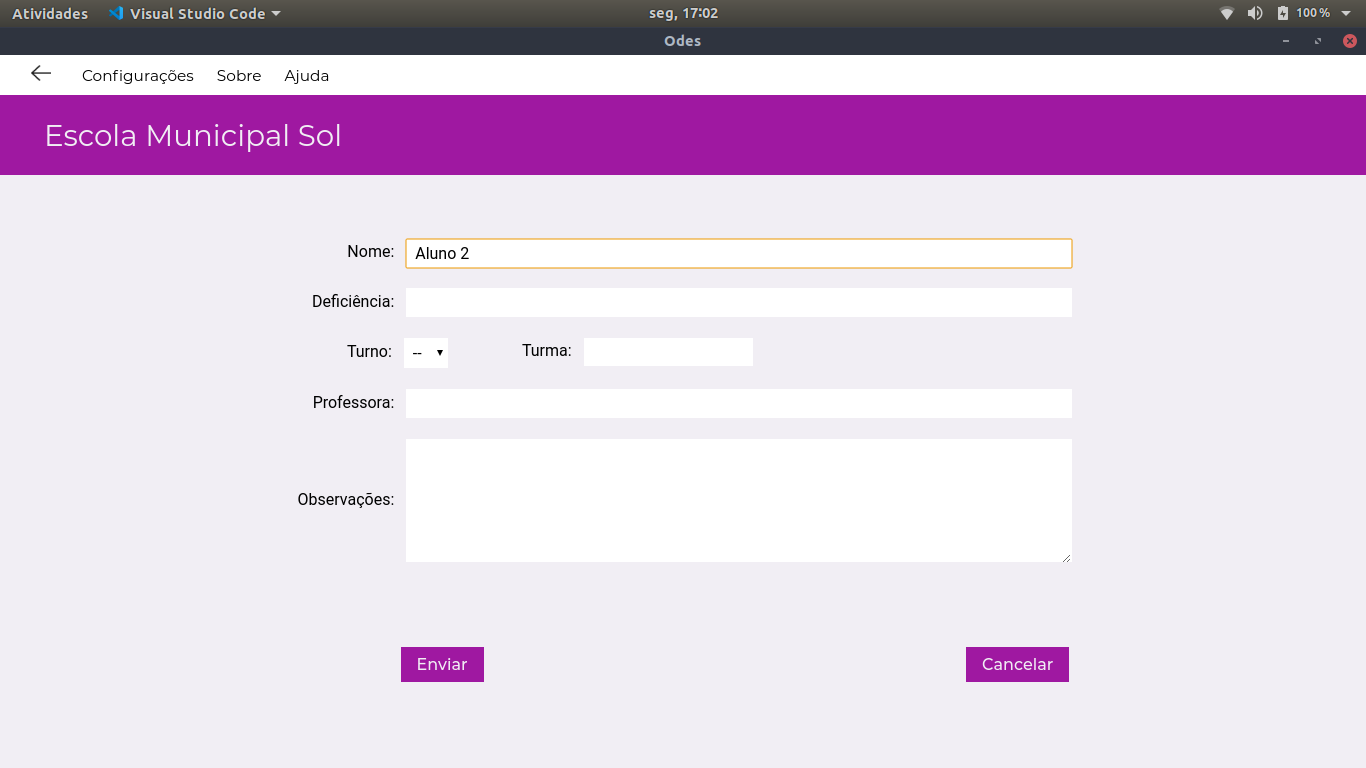 Atividades Visual Studio Code seg, 17:02 100 %
Odes
Configurações Sobre Ajuda
Escola Municipal Sol
Nome: Aluno 2
Deficiência:
Turno: -- Turma:
Professora:
Observações:
Enviar Cancelar